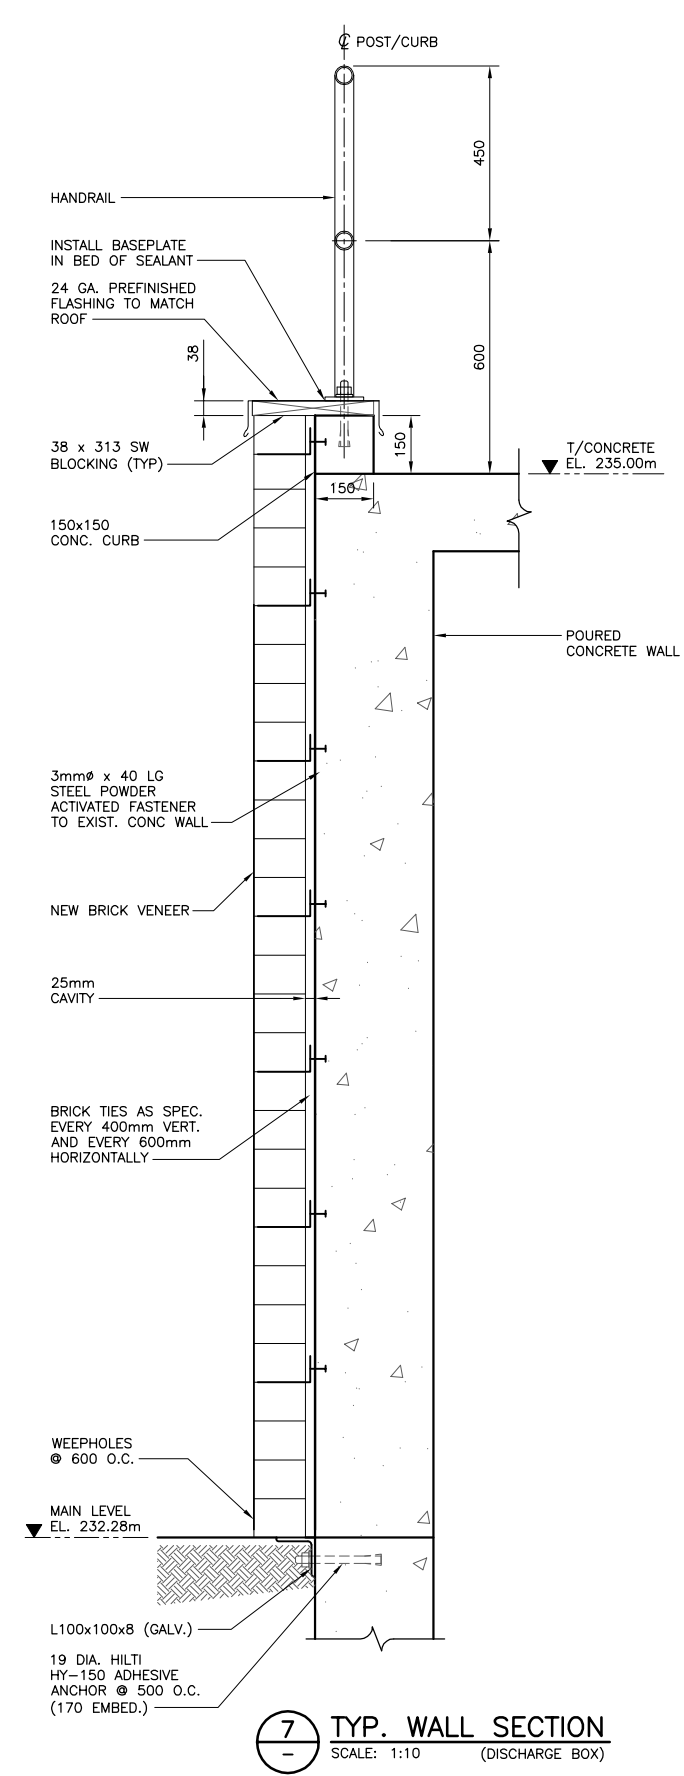 ℄ POST/CURB
450
HANDRAIL
INSTALL BASEPLATE
IN BED OF SEALANT
24 GA. PREFINISHED
FLASHING TO MATCH
ROOF
38
600
38 x 313 SW
BLOCKING (TYP)
150
T/CONCRETE
EL. 235.00m
150
150x150
CONC. CURB
POURED
CONCRETE WALL
3mmø x 40 LG
STEEL POWDER
ACTIVATED FASTENER
TO EXIST. CONC WALL
NEW BRICK VENEER
25mm
CAVITY
BRICK TIES AS SPEC.
EVERY 400mm VERT.
AND EVERY 600mm
HORIZONTALLY
WEEPHOLES
@ 600 O.C.
MAIN LEVEL
EL. 232.28m
L100x100x8 (GALV.)
19 DIA. HILTI
HY-150 ADHESIVE
ANCHOR @ 500 O.C.
(170 EMBED.)
7
-
TYP. WALL SECTION
SCALE: 1:10 (DISCHARGE BOX)